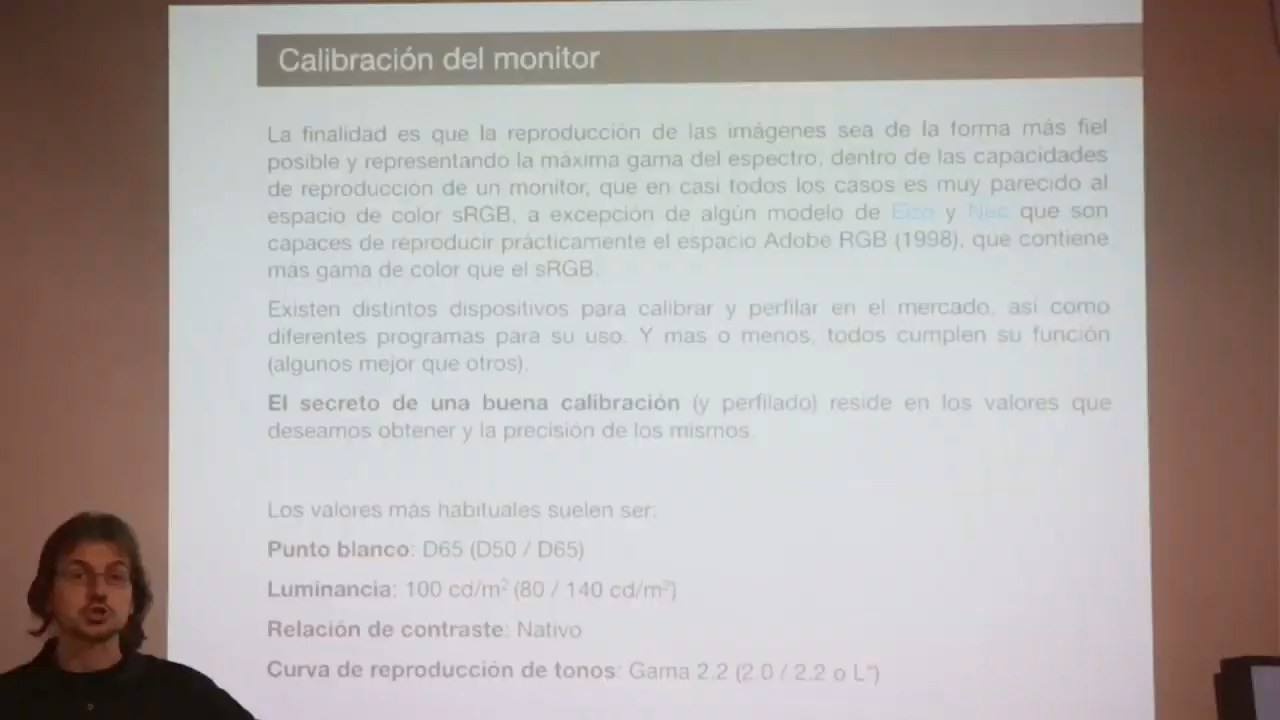 Calibración del monitor
La finalidad es que la reproducción de las imágenes sea de la forma más fiel
posible y representando la máxima gama del espectro, dentro de las capacidades
de reproducción de un monitor, que en casi todos los casos es muy parecido al
espacio de color sRGB, a excepción de algún modelo de Eizo y Nec que son
capaces de reproducir prácticamente el espacio Adobe RGB (1998), que contiene
más gama de color que el sRGB.
Existen distintos dispositivos para calibrar y perfilar en el mercado, así como
diferentes programas para su uso. Y mas o menos, todos cumplen su función
(algunos mejor que otros).
El secreto de una buena calibración (y perfilado) reside en los valores que
deseamos obtener y la precisión de los mismos.
Los valores más habituales suelen ser:
Punto blanco: D65 (D50 / D65)
Luminancia: 100 cd/m² (80 / 140 cd/m²)
Relación de contraste: Nativo
Curva de reproducción de tonos: Gama 2.2 (2.0 / 2.2 o L*)